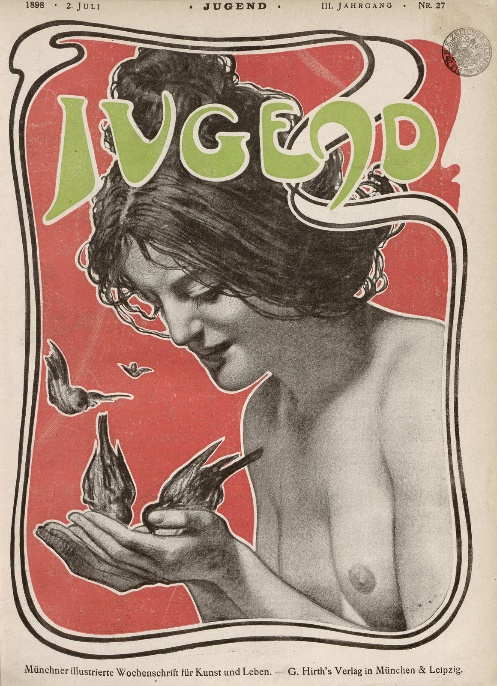 1898 · 2. JULI · JUGEND · III. JAHRGANG · NR. 27
JUGEND
Münchner illustrierte Wochenschrift für Kunst und Leben. — G. Hirth's Verlag in München & Leipzig.